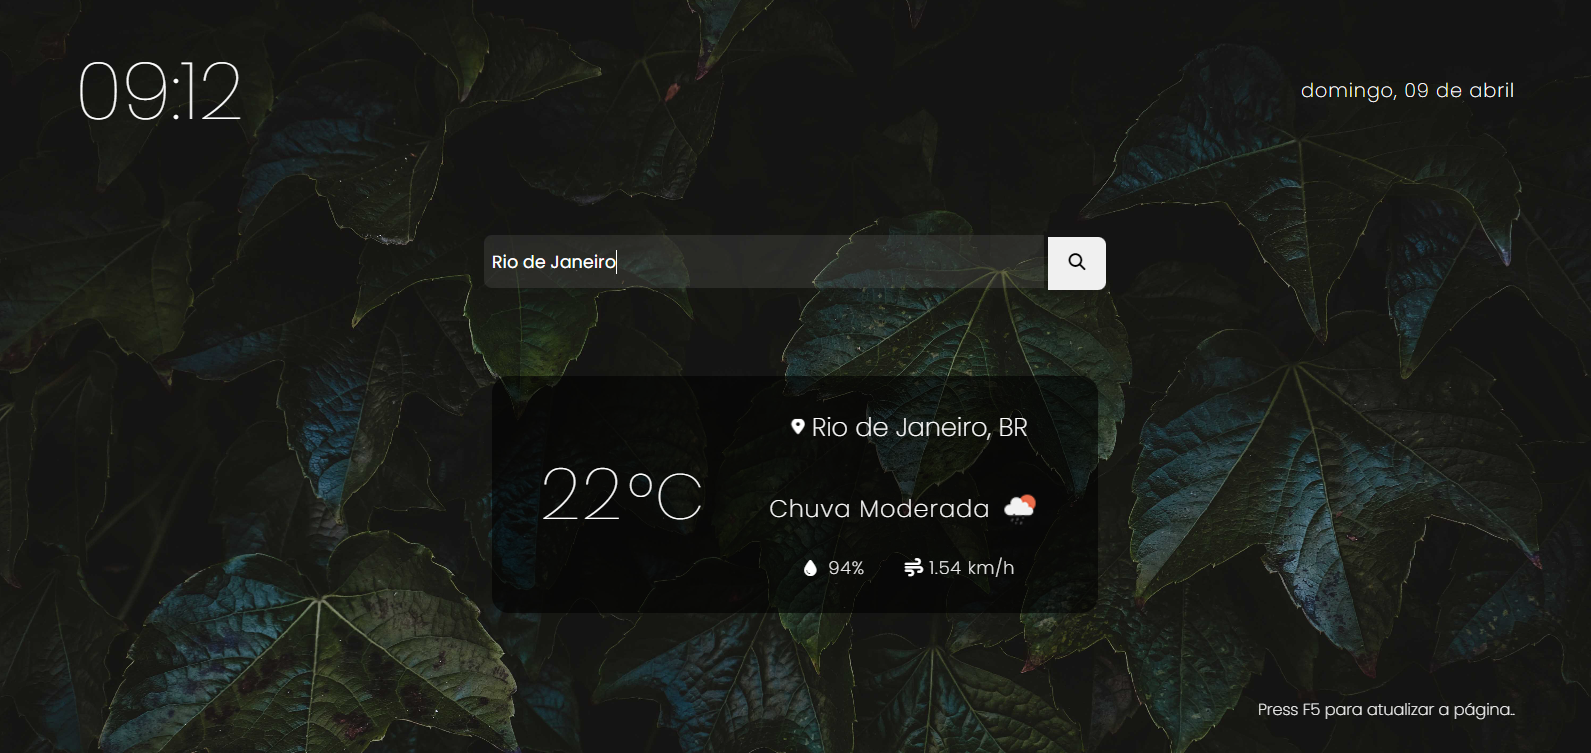 09:12
domingo, 09 de abril
Rio de Janeiro
Rio de Janeiro, BR
22°C
Chuva Moderada
94% 1.54 km/h
Press F5 para atualizar a página..